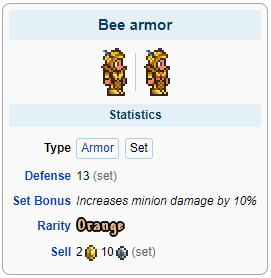 Bee armor
Statistics
Type Armor Set
Defense 13 (set)
Set Bonus Increases minion damage by 10%
Rarity Orange
Sell 2 10 (set)